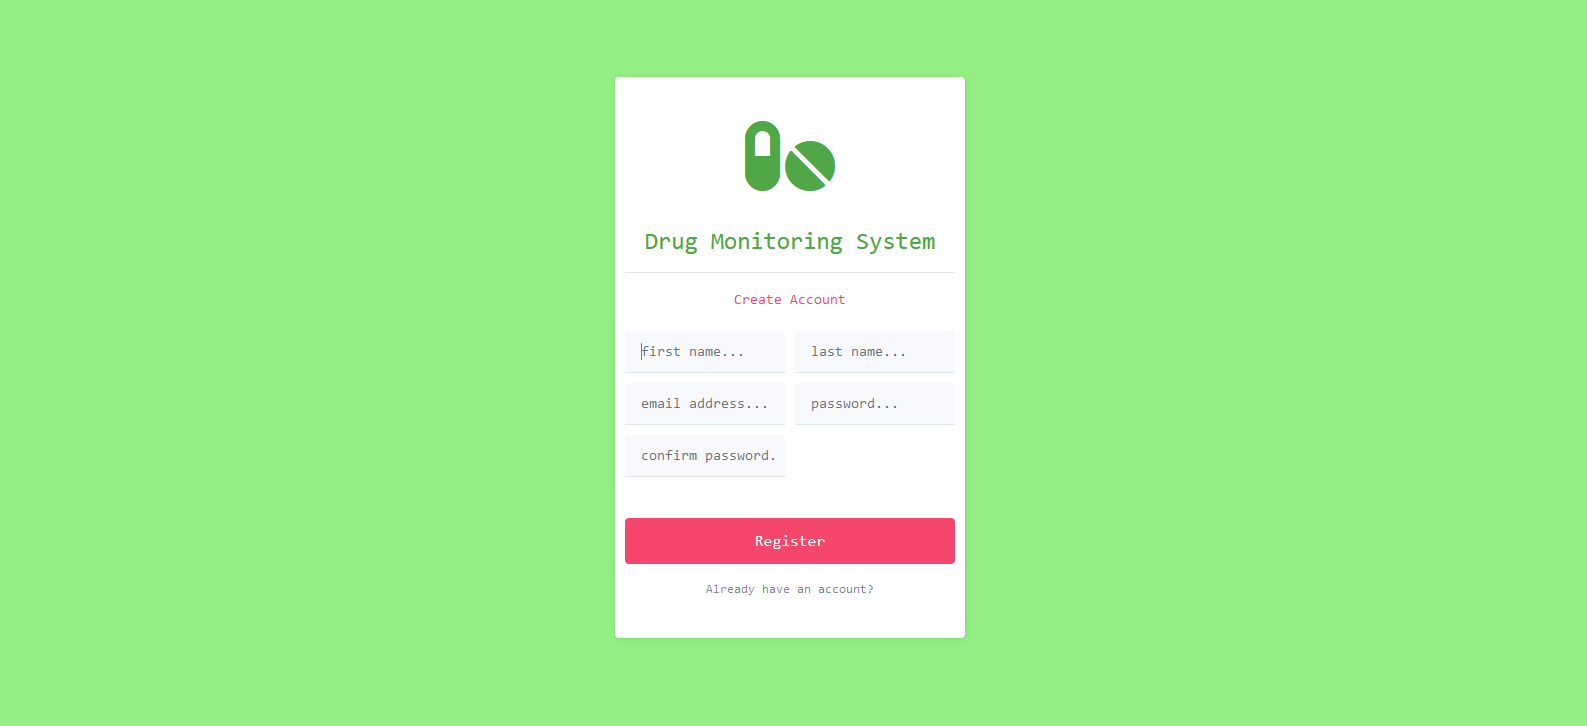 Drug Monitoring System
Create Account
first name... last name...
email address... password...
confirm password.
Register
Already have an account?